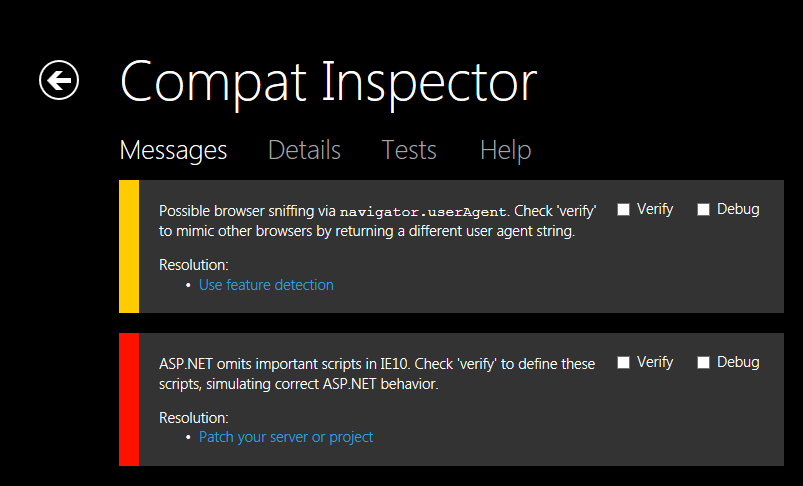 Compat Inspector
Messages Details Tests Help
Possible browser sniffing via navigator.userAgent. Check 'verify'
to mimic other browsers by returning a different user agent string.
Verify Debug
Resolution:
• Use feature detection
ASP.NET omits important scripts in IE10. Check 'verify' to define these
scripts, simulating correct ASP.NET behavior.
Verify Debug
Resolution:
• Patch your server or project